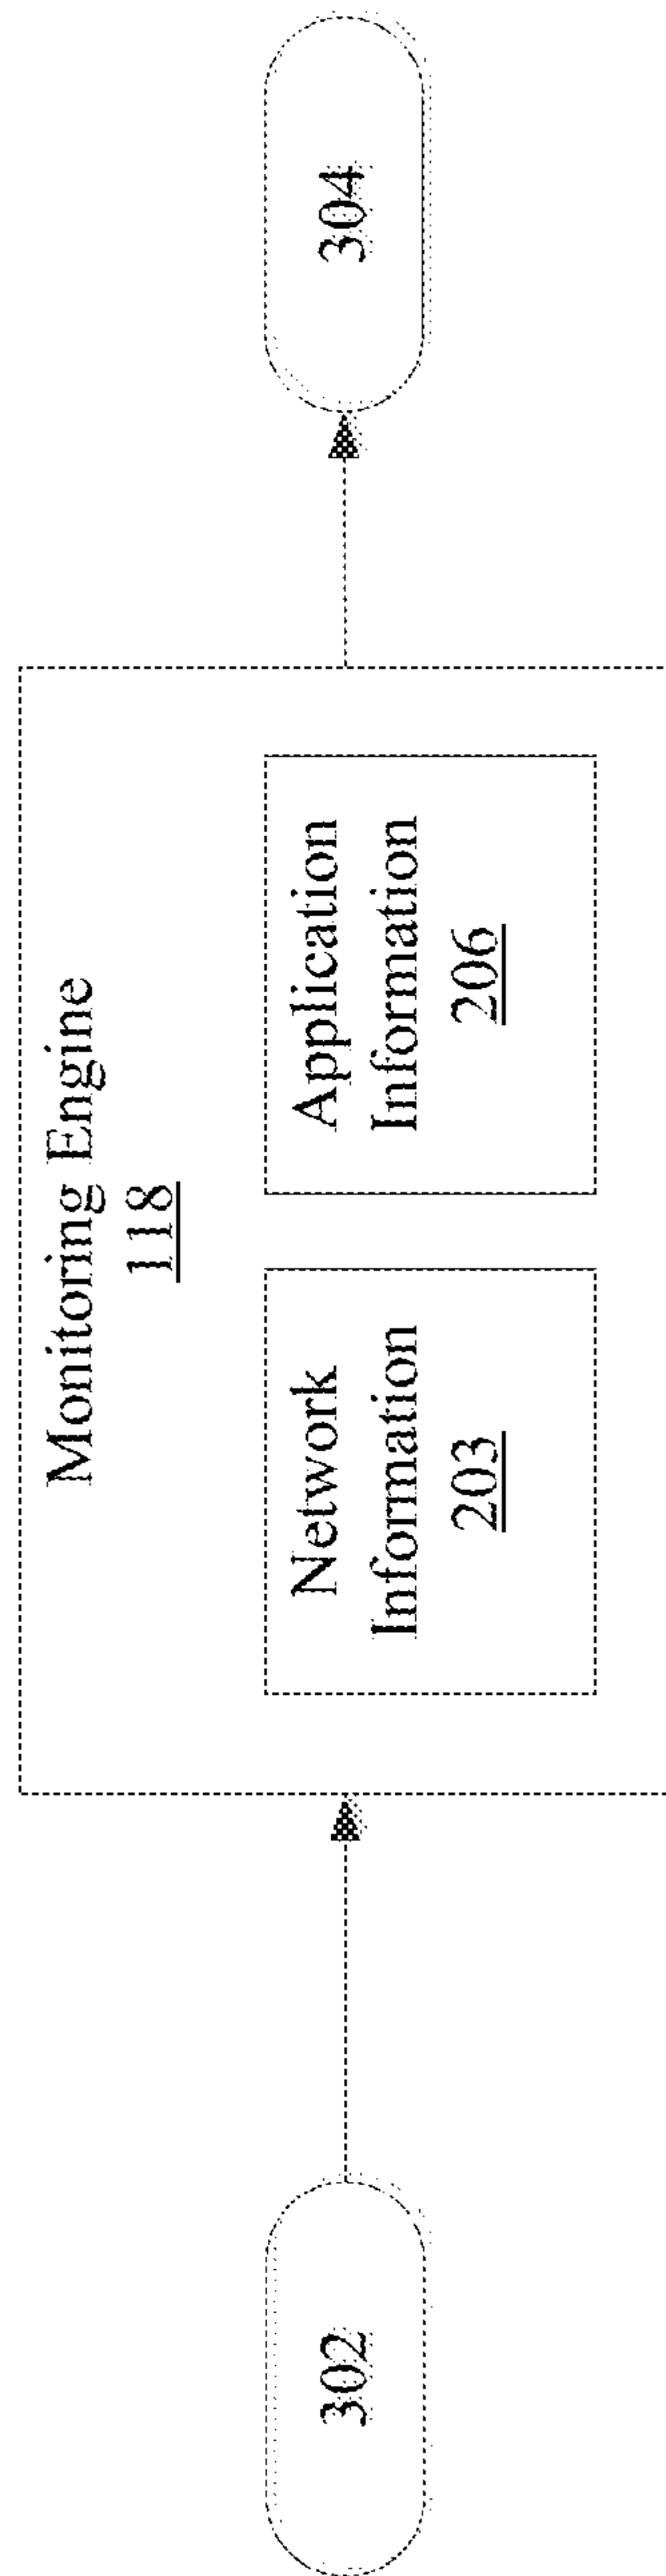 302
Monitoring Engine
118
Network
Information
203
Application
Information
206
304